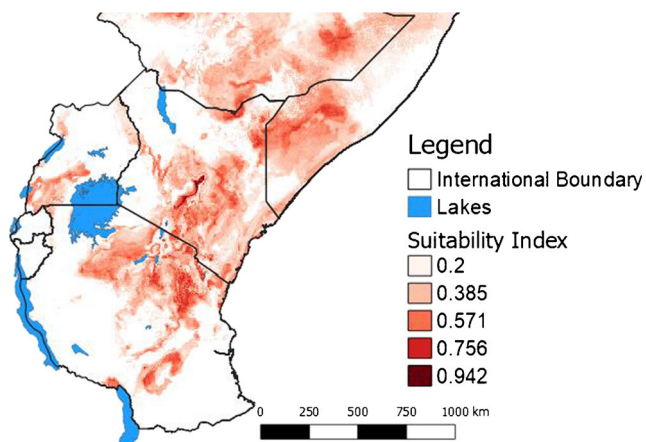 Legend
International Boundary
Lakes
Suitability Index
0.2
0.385
0.571
0.756
0.942
0 250 500 750 1000 km